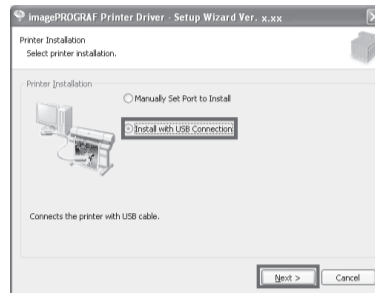 imagePROGRAF Printer Driver - Setup Wizard Ver. x.xx
Printer Installation
Select printer installation.
Printer Installation
Manually Set Port to Install
Install with USB Connection
Connects the printer with USB cable.
Next >
Cancel